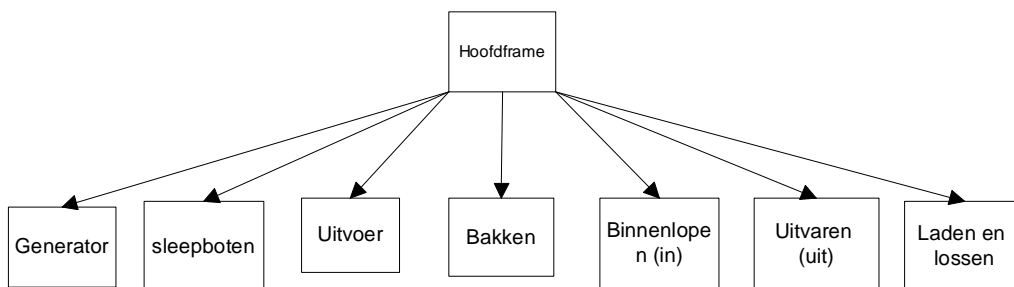 Hoofdframe
Generator
sleepboten
Uitvoer
Bakken
Binnenlope
n (in)
Uitvaren
(uit)
Laden en
lossen